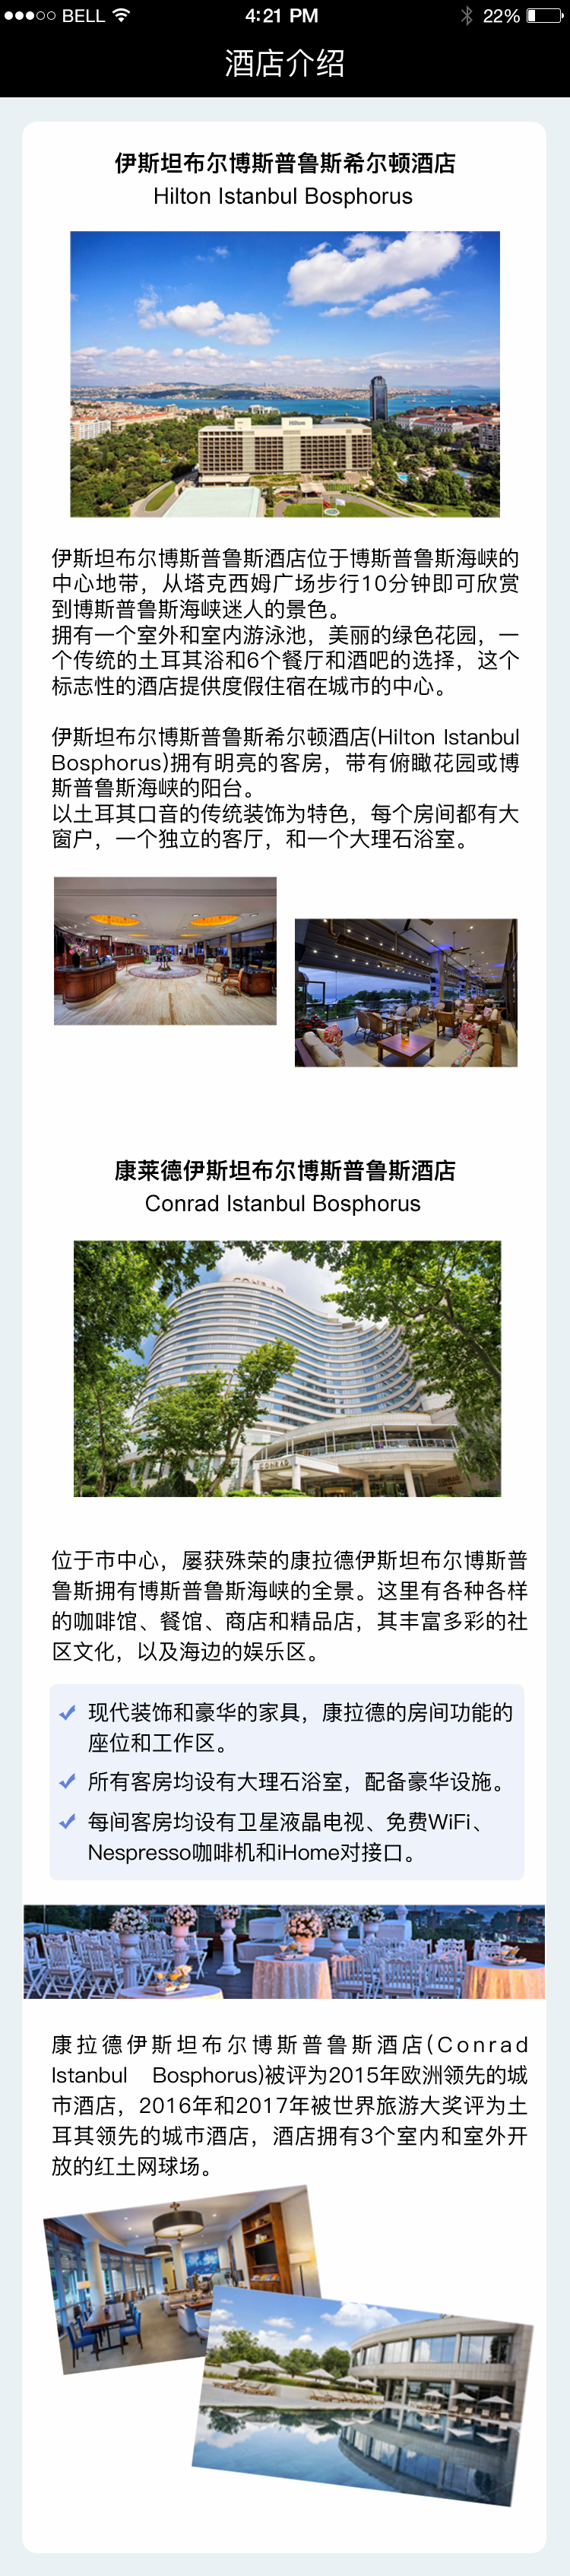 BELL 4:21 PM 22%
酒店介绍
伊斯坦布尔博斯普鲁斯希尔顿酒店
Hilton Istanbul Bosphorus
Hilton
伊斯坦布尔博斯普鲁斯酒店位于博斯普鲁斯海峡的
中心地带，从塔克西姆广场步行10分钟即可欣赏
到博斯普鲁斯海峡迷人的景色。
拥有一个室外和室内游泳池，美丽的绿色花园，一
个传统的土耳其浴和6个餐厅和酒吧的选择，这个
标志性的酒店提供度假住宿在城市的中心。
伊斯坦布尔博斯普鲁斯希尔顿酒店(Hilton Istanbul
Bosphorus)拥有明亮的客房，带有俯瞰花园或博
斯普鲁斯海峡的阳台。
以土耳其口音的传统装饰为特色，每个房间都有大
窗户，一个独立的客厅，和一个大理石浴室。
康莱德伊斯坦布尔博斯普鲁斯酒店
Conrad Istanbul Bosphorus
CONRAD
CONRAD
位于市中心，屡获殊荣的康拉德伊斯坦布尔博斯普
鲁斯拥有博斯普鲁斯海峡的全景。这里有各种各样
的咖啡馆、餐馆、商店和精品店，其丰富多彩的社
区文化，以及海边的娱乐区。
现代装饰和豪华的家具，康拉德的房间功能的
座位和工作区。
所有客房均设有大理石浴室，配备豪华设施。
每间客房均设有卫星液晶电视、免费WiFi、
Nespresso咖啡机和iHome对接口。
康拉德伊斯坦布尔博斯普鲁斯酒店(Conrad
Istanbul Bosphorus)被评为2015年欧洲领先的城
市酒店，2016年和2017年被世界旅游大奖评为土
耳其领先的城市酒店，酒店拥有3个室内和室外开
放的红土网球场。